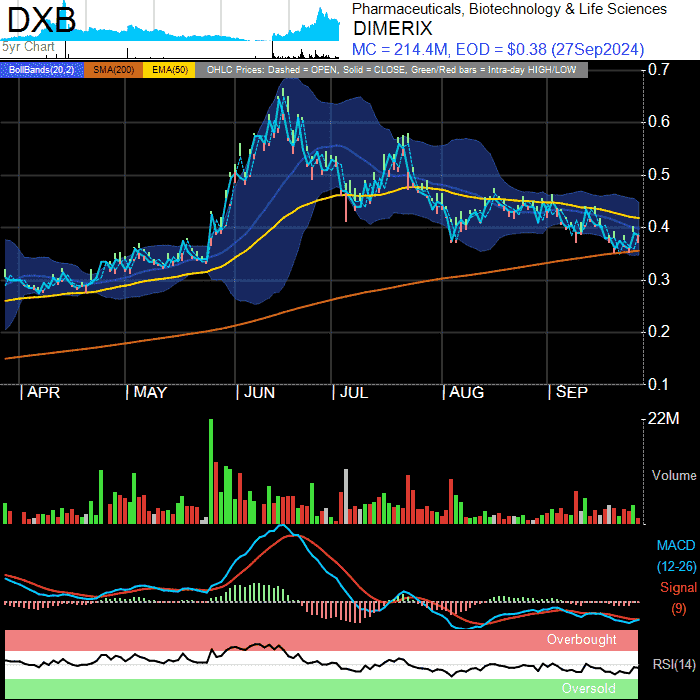 DXB
5yr Chart
Pharmaceuticals, Biotechnology & Life Sciences
DIMERIX
MC = 214.4M, EOD = $0.38 (27Sep2024)
BollBands(20,2) SMA(200) EMA(50) OHLC Prices: Dashed = OPEN, Solid = CLOSE, Green/Red bars = Intra-day HIGH/LOW
0.7
0.6
0.5
0.4
0.3
0.2
0.1
APR MAY JUN JUL AUG SEP
22M
Volume
MACD
(12-26)
Signal
(9)
Overbought
RSI(14)
Oversold